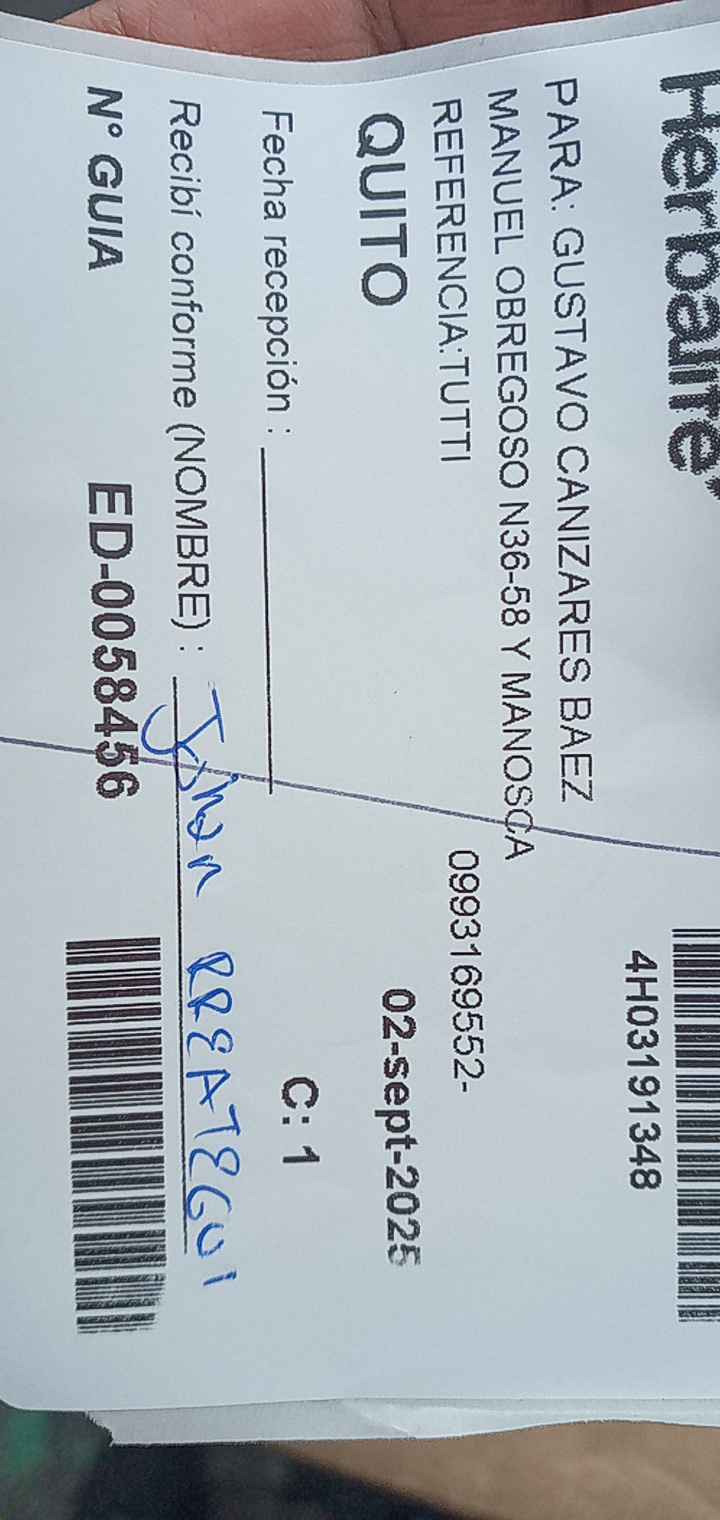 Herbalife
4H03191348
PARA: GUSTAVO CANIZARES BAEZ
MANUEL OBREGOSO N36-58 Y MANOSCA
REFERENCIA:TUTTI 0993169552-
QUITO 02-sept-2025
Fecha recepción : C: 1
Recibí conforme (NOMBRE) :
N° GUIA ED-0058456